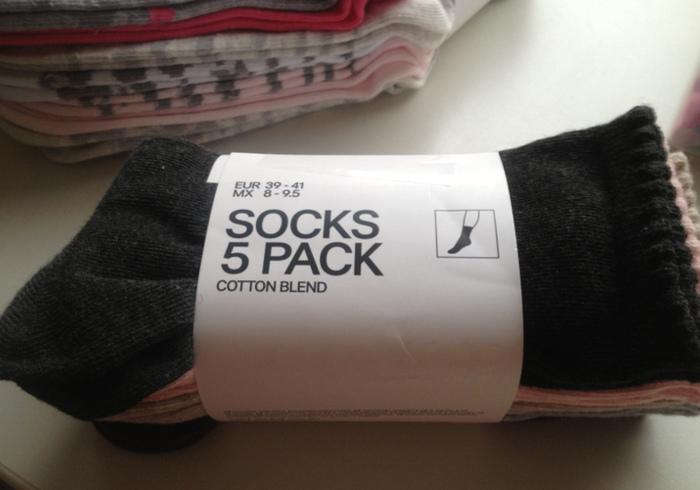 EUR 39 - 41
MX 8 - 9.5
SOCKS
5 PACK
COTTON BLEND